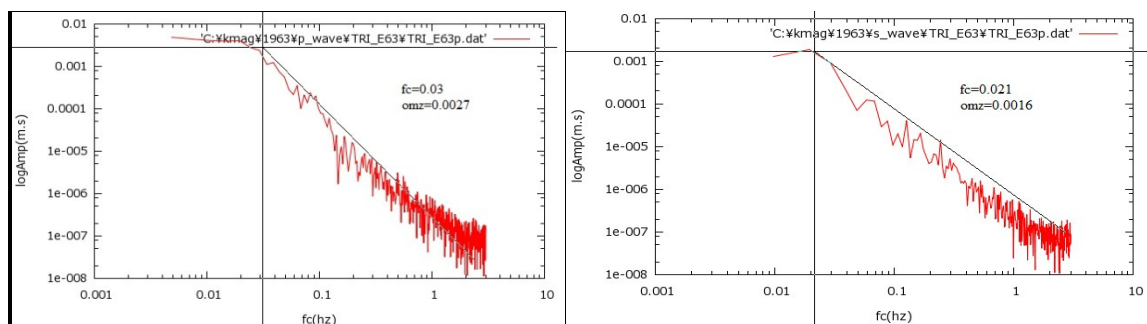 0.01
'C:¥kmag¥1963¥p_wave¥TRI_E63¥TRI_E63p.dat'
0.001
fc=0.03
omz=0.0027
0.0001
logAmp(m.s)
1e-005
1e-006
1e-007
1e-008
0.001
0.01
0.1
1
10
fc(hz)
0.01
'C:¥kmag¥1963¥s_wave¥TRI_E63¥TRI_E63p.dat'
0.001
fc=0.021
omz=0.0016
0.0001
logAmp(m.s)
1e-005
1e-006
1e-007
1e-008
0.001
0.01
0.1
1
10
fc(hz)